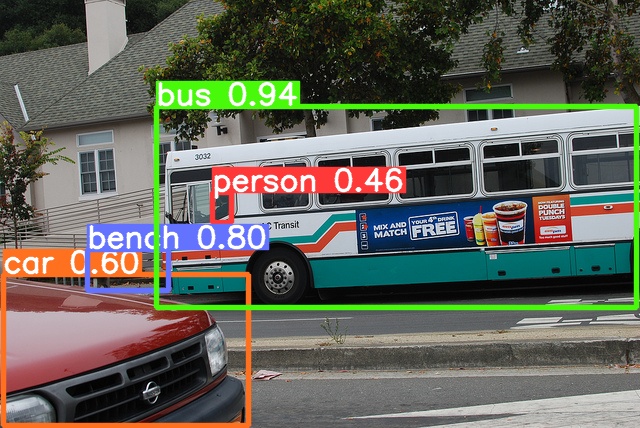 bus 0.94
3032
person 0.46
C Transit
MIX AND
MATCH
YOUR 4th DRINK
FREE
DOUBLE
PUNCH
TUESDAYS
bench 0.80
car 0.60